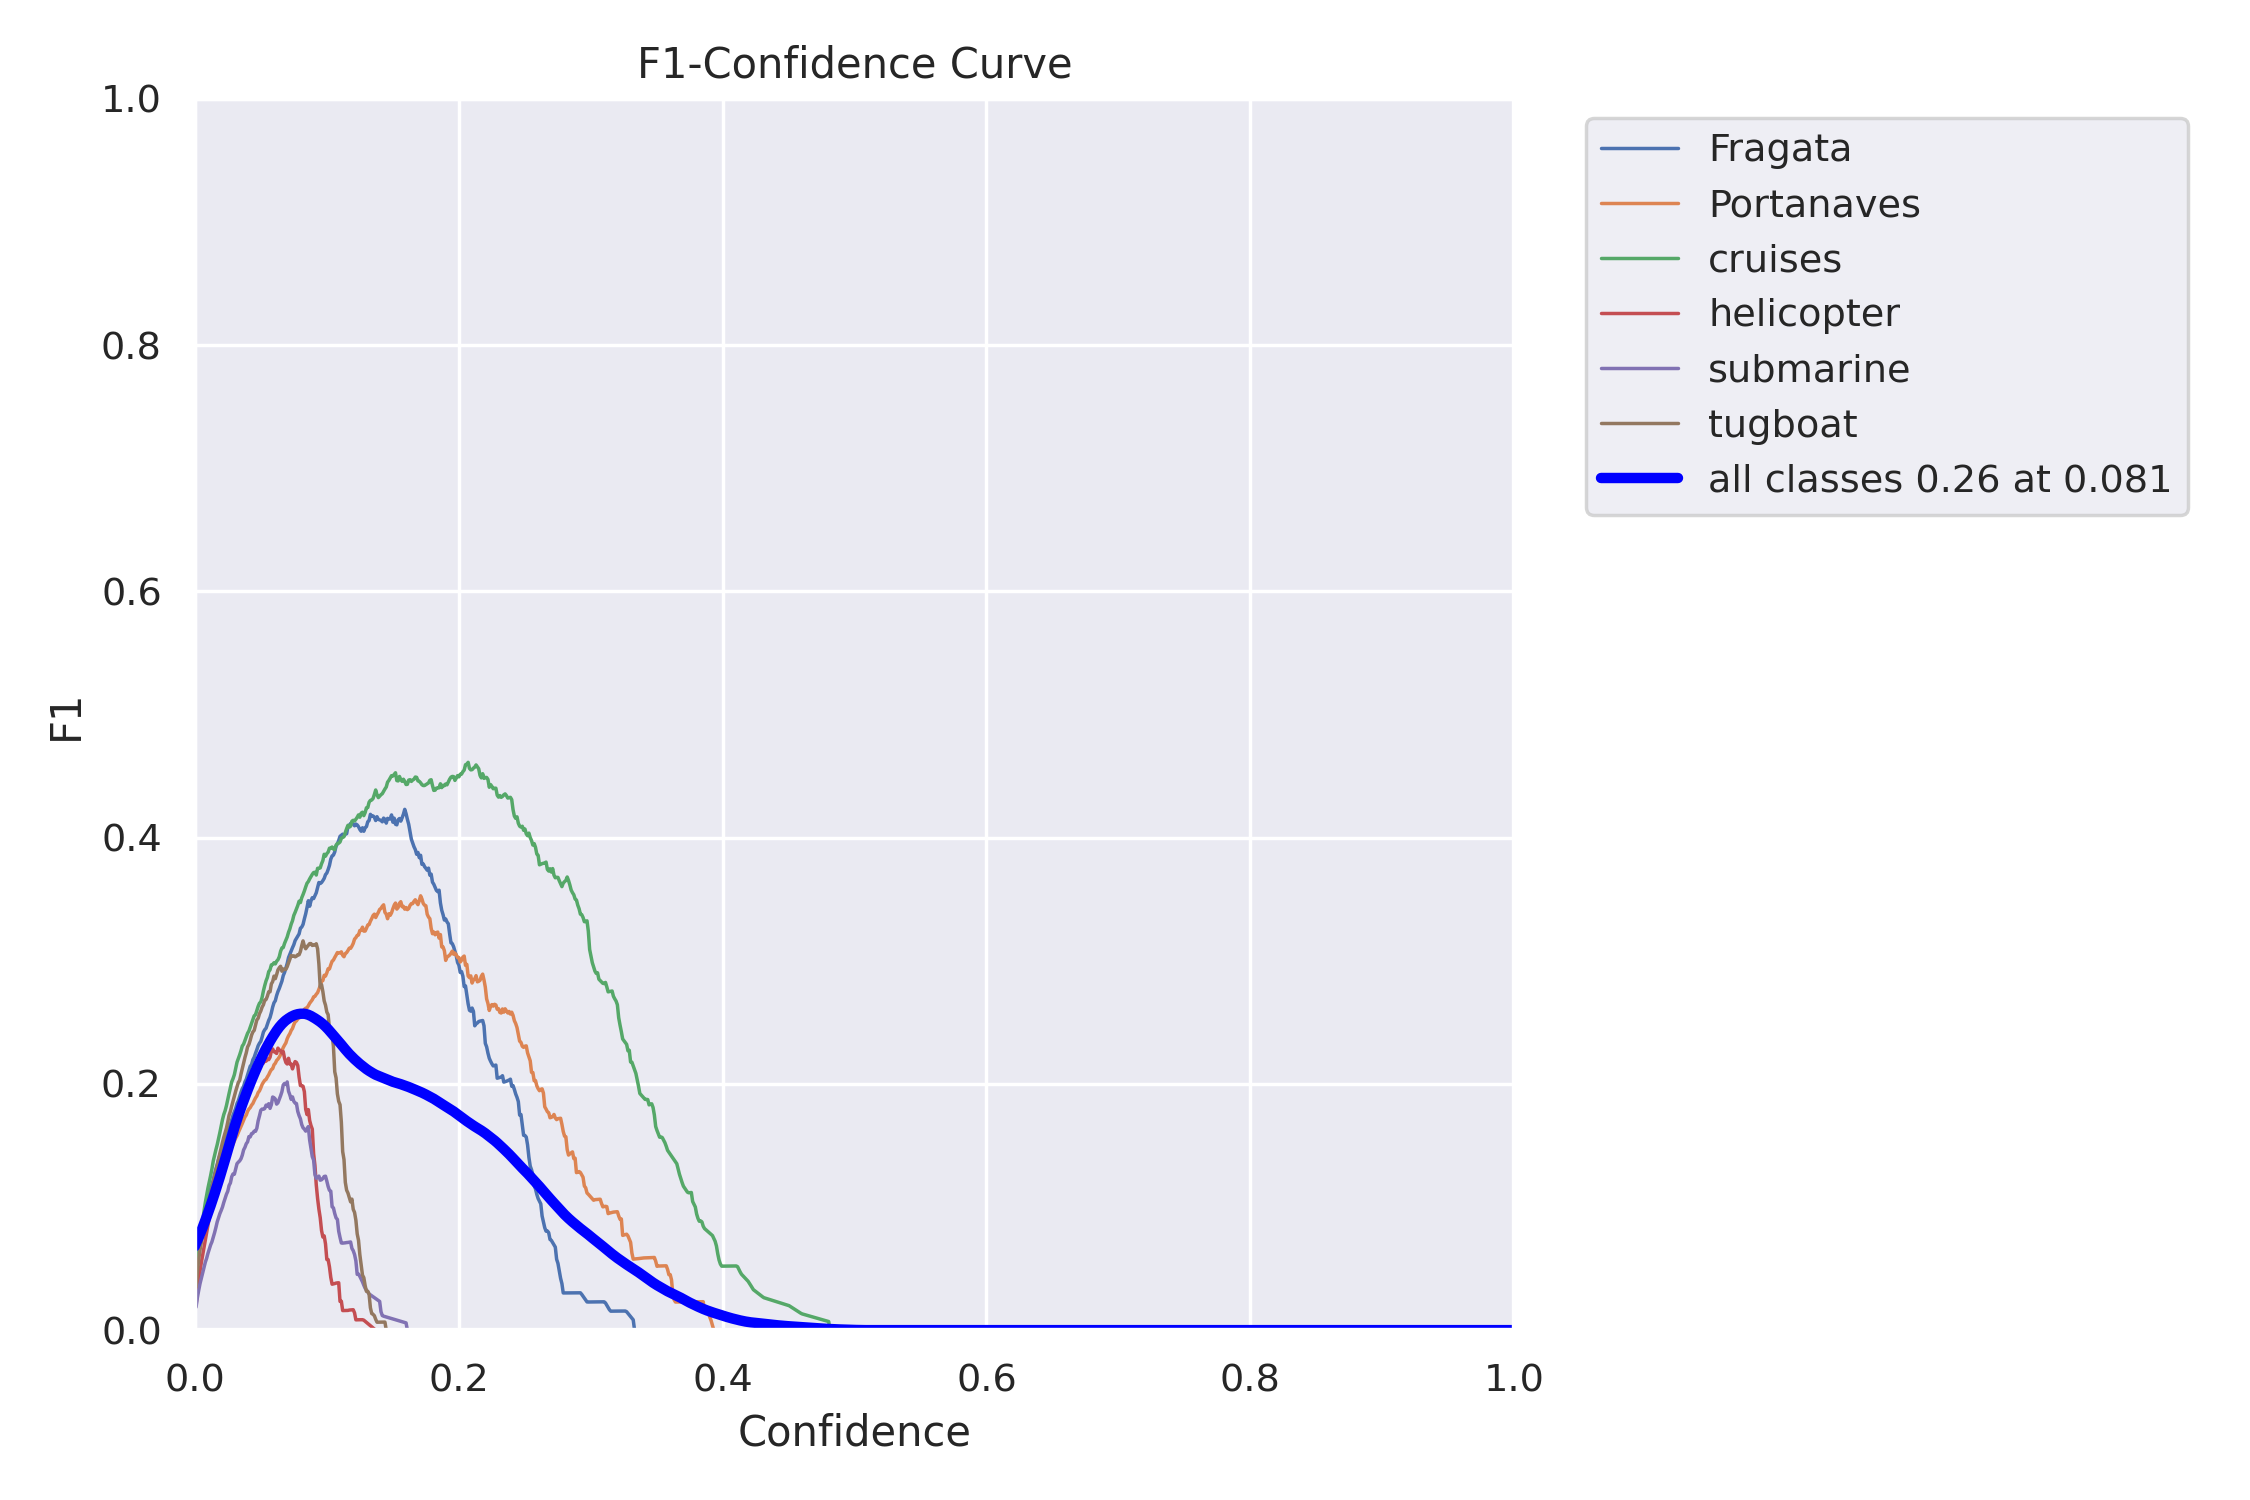 F1-Confidence Curve
1.0
0.8
0.6
0.4
0.2
0.0
F1
0.0 0.2 0.4 0.6 0.8 1.0
Confidence
Fragata
Portanaves
cruises
helicopter
submarine
tugboat
all classes 0.26 at 0.081